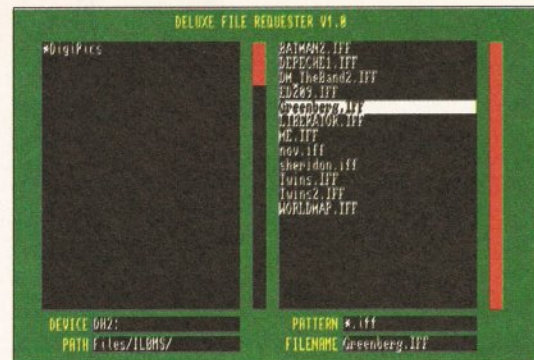 DELUXE FILE REQUESTER V1.0
*DigiPics
BATMAN2.IFF
DEPECHE1.IFF
DM_TheBand2.IFF
ED209.IFF
Greenberg.IFF
LIBERATOR.IFF
ME.IFF
nov.iff
sheridon.iff
Twins.IFF
Twins2.IFF
WORLDMAP.IFF
DEVICE DH2:
PATH Files/ILBMS/
PATTERN *.iff
FILENAME Greenberg.IFF